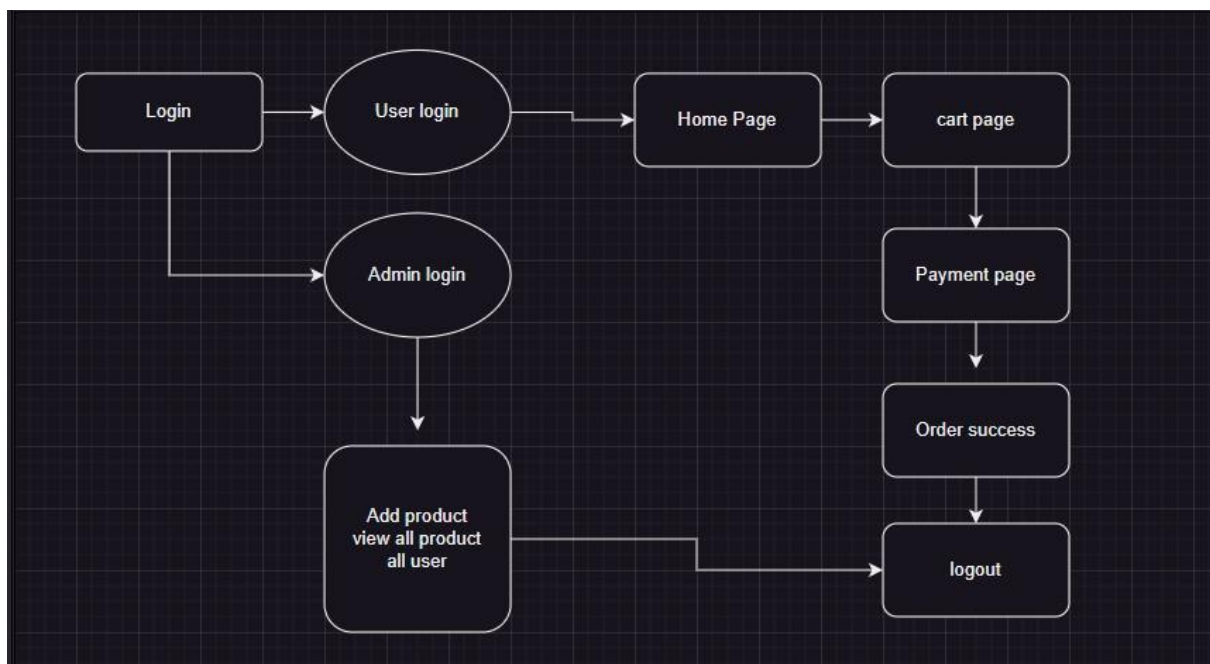 Login
User login
Home Page
cart page
Admin login
Payment page
Order success
Add product
view all product
all user
logout